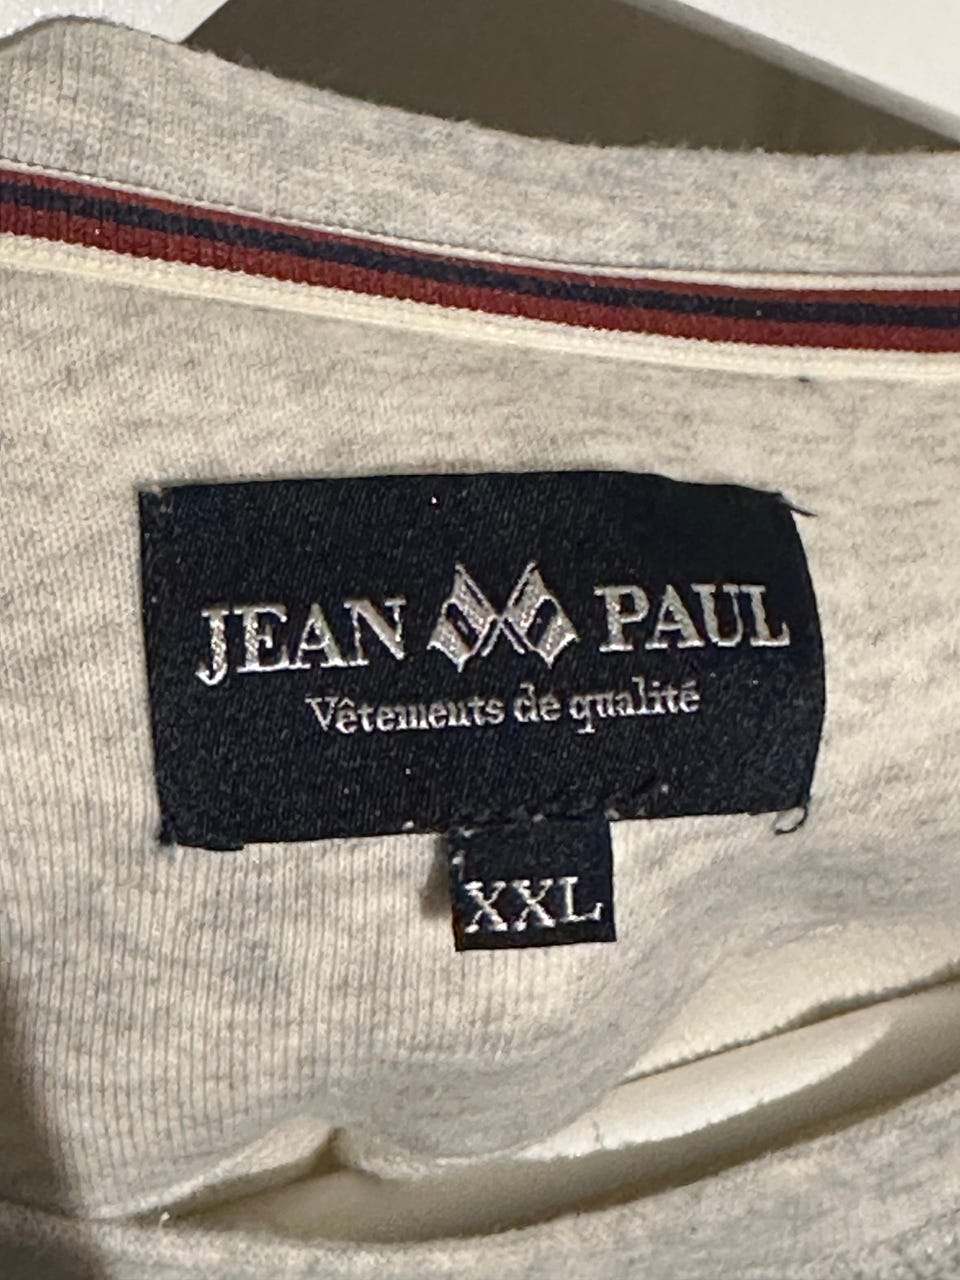 JEAN PAUL
Vêtements de qualité
XXL